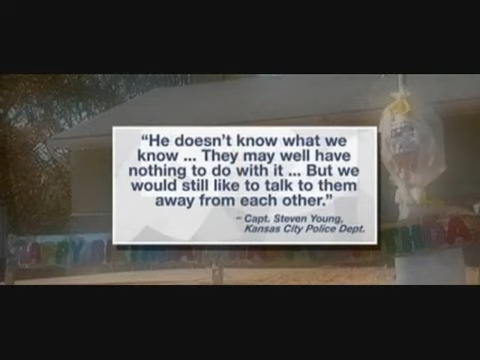 “He doesn’t know what we
know ... They may well have
nothing to do with it ... But we
would still like to talk to them
away from each other.”
– Capt. Steven Young,
Kansas City Police Dept.